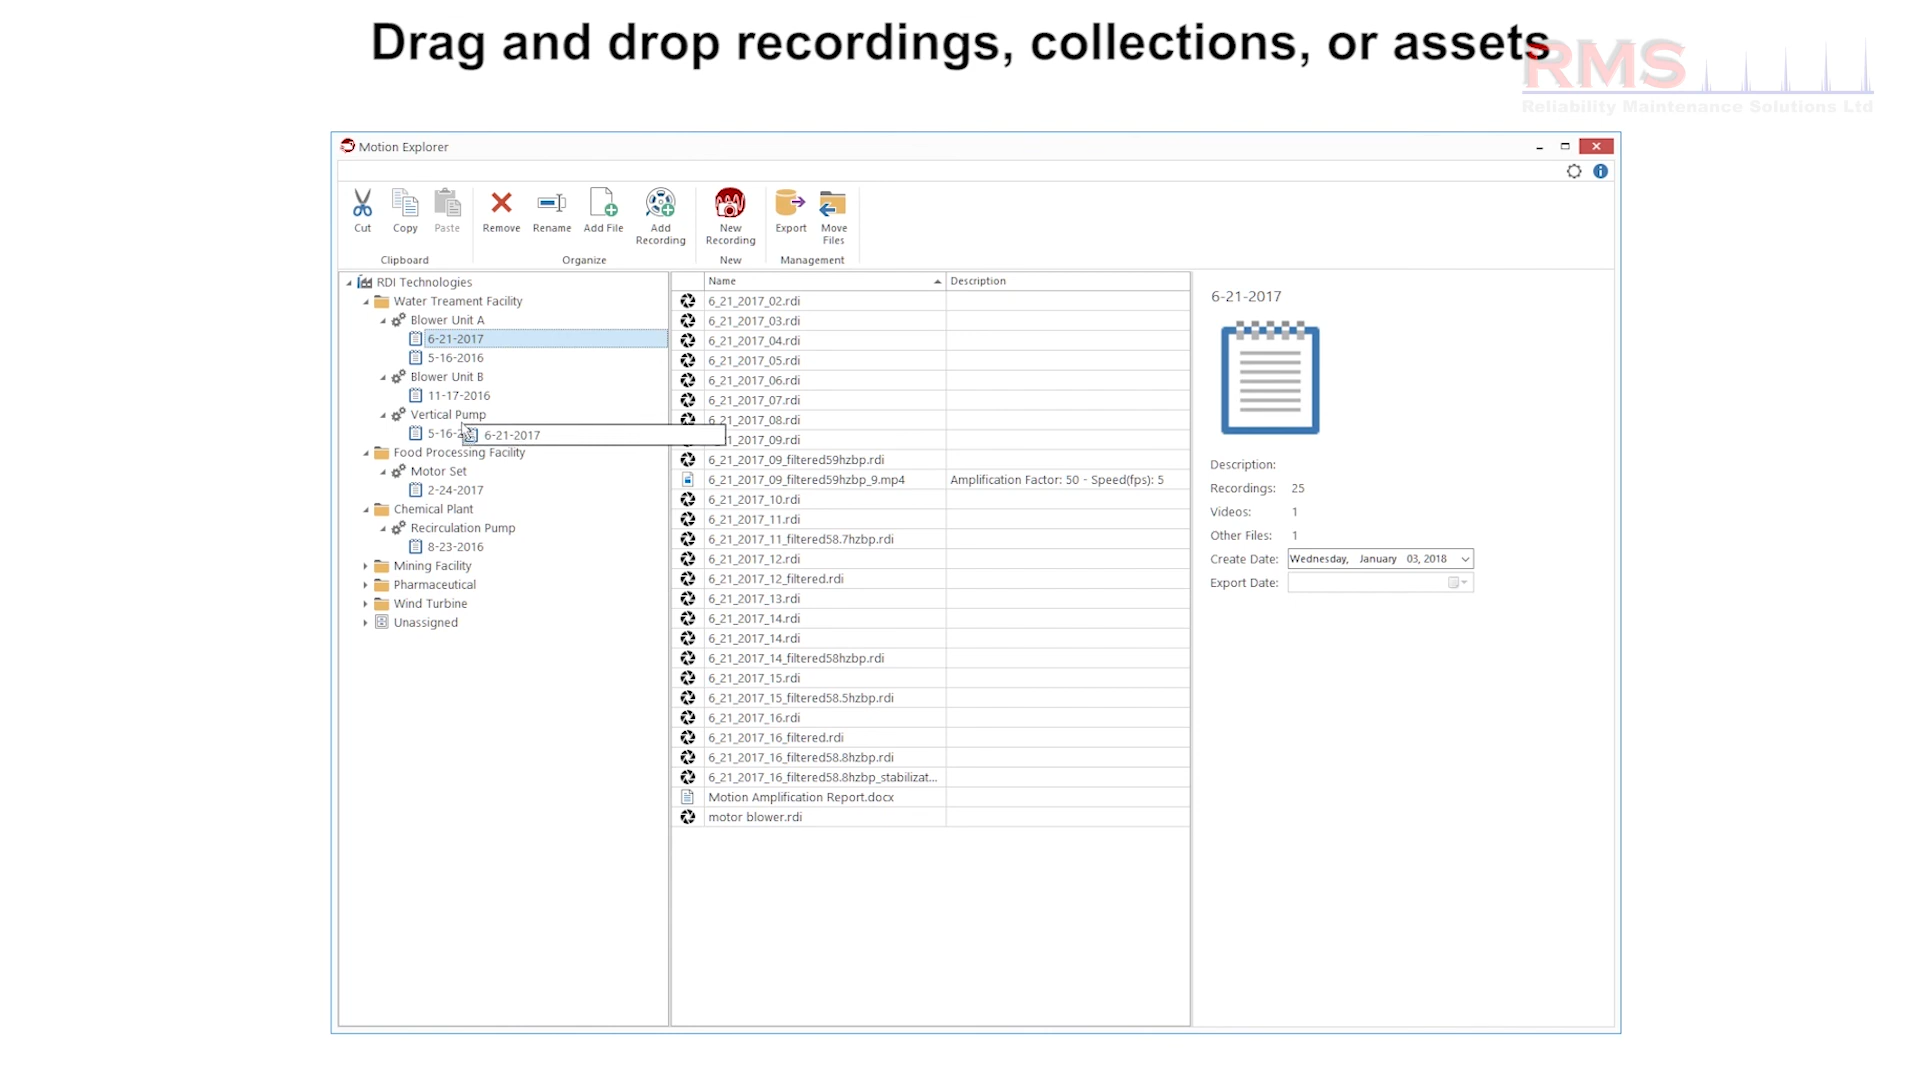 Drag and drop recordings, collections, or assets
RMS
Reliability Maintenance Solutions Ltd
Motion Explorer
Cut
Copy
Paste
Clipboard
Remove
Rename
Add File
Add Recording
Organize
New Recording
New
Export
Move Files
Management
RDI Technologies
Water Treament Facility
Blower Unit A
6-21-2017
5-16-2016
Blower Unit B
11-17-2016
Vertical Pump
5-16-2
6-21-2017
Food Processing Facility
Motor Set
2-24-2017
Chemical Plant
Recirculation Pump
8-23-2016
Mining Facility
Pharmaceutical
Wind Turbine
Unassigned
Name Description
6_21_2017_02.rdi
6_21_2017_03.rdi
6_21_2017_04.rdi
6_21_2017_05.rdi
6_21_2017_06.rdi
6_21_2017_07.rdi
6_21_2017_08.rdi
21_2017_09.rdi
6_21_2017_09_filtered59hzbp.rdi
6_21_2017_09_filtered59hzbp_9.mp4 Amplification Factor: 50 - Speed(fps): 5
6_21_2017_10.rdi
6_21_2017_11.rdi
6_21_2017_11_filtered58.7hzbp.rdi
6_21_2017_12.rdi
6_21_2017_12_filtered.rdi
6_21_2017_13.rdi
6_21_2017_14.rdi
6_21_2017_14.rdi
6_21_2017_14_filtered58hzbp.rdi
6_21_2017_15.rdi
6_21_2017_15_filtered58.5hzbp.rdi
6_21_2017_16.rdi
6_21_2017_16_filtered.rdi
6_21_2017_16_filtered58.8hzbp.rdi
6_21_2017_16_filtered58.8hzbp_stabilizat...
Motion Amplification Report.docx
motor blower.rdi
6-21-2017
Description:
Recordings: 25
Videos: 1
Other Files: 1
Create Date: Wednesday, January 03, 2018
Export Date: